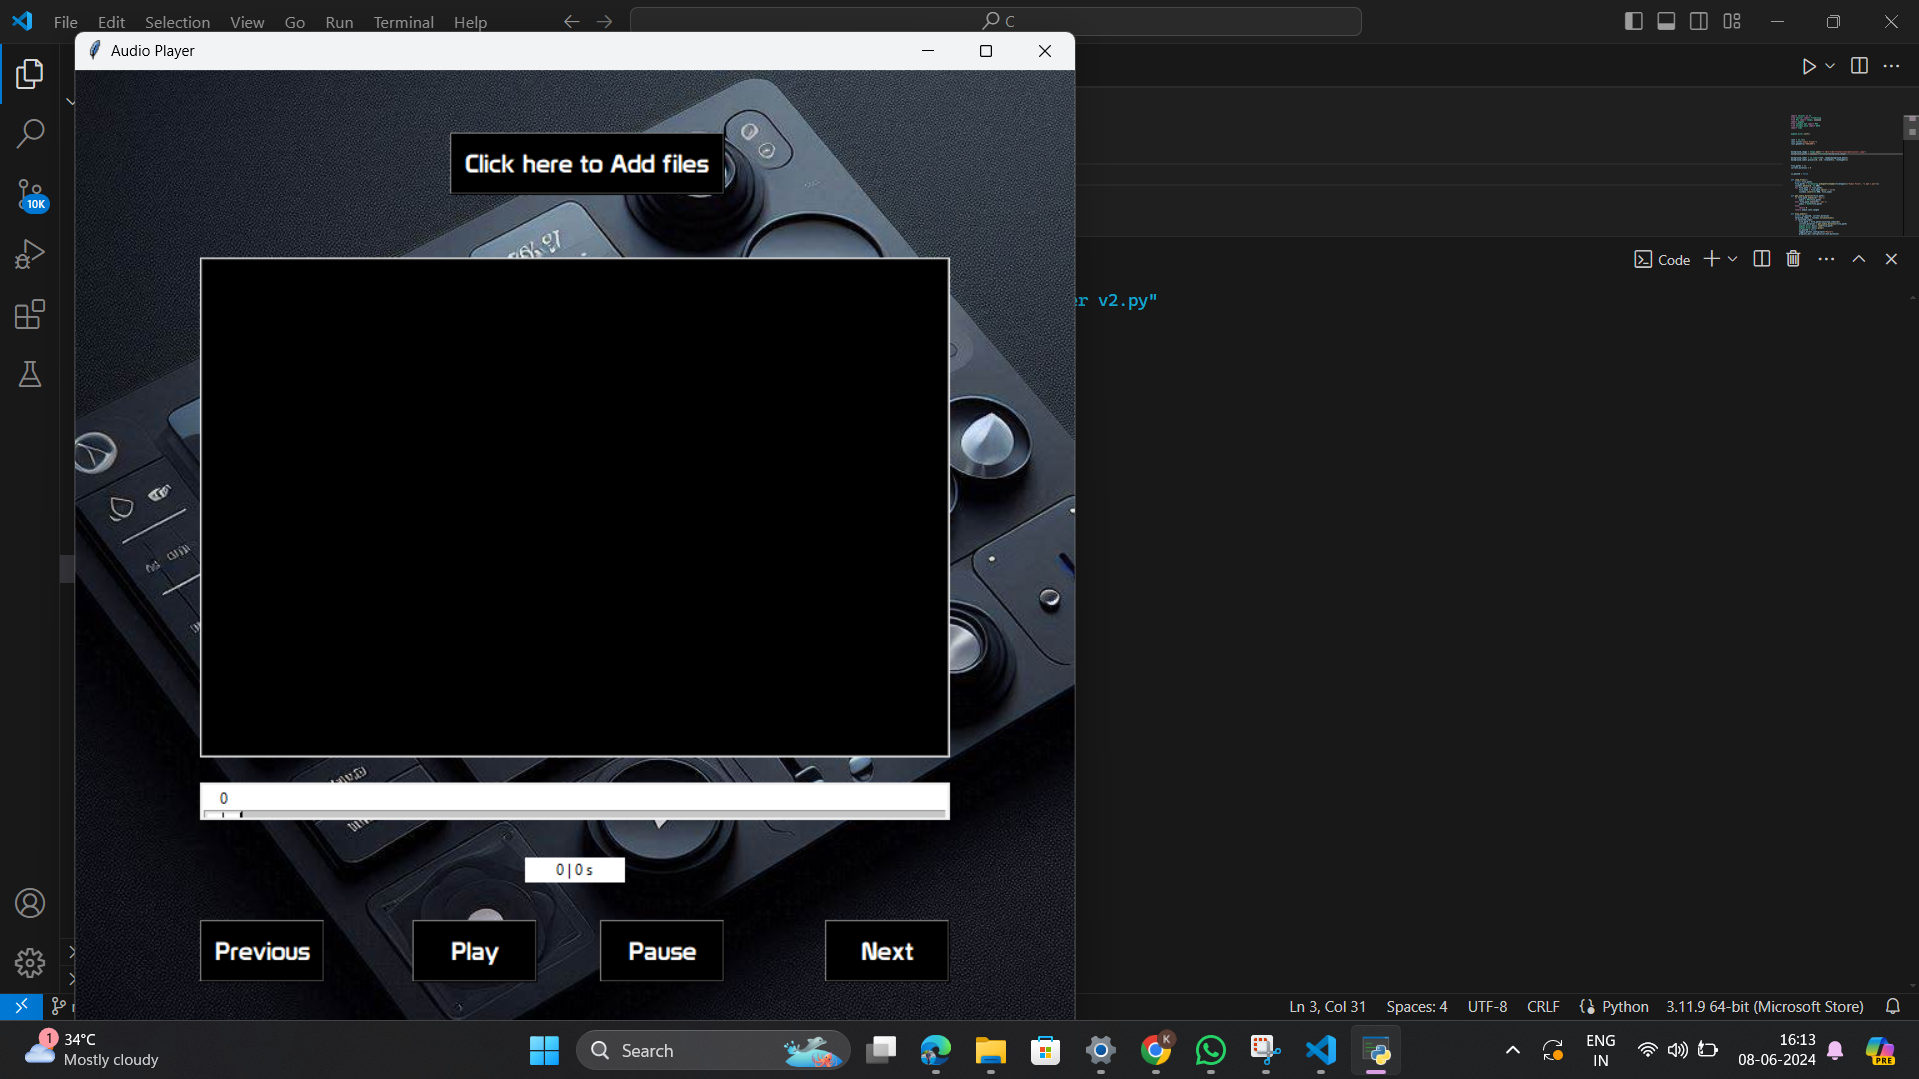 File Edit Selection View Go Run Terminal Help
C
Audio Player
Click here to Add files
10K
Code
er v2.py"
0
0 | 0 s
Previous Play Pause Next
Ln 3, Col 31 Spaces: 4 UTF-8 CRLF Python 3.11.9 64-bit (Microsoft Store)
1
34°C
Mostly cloudy
Search
K
ENG
IN
16:13
08-06-2024
PRE